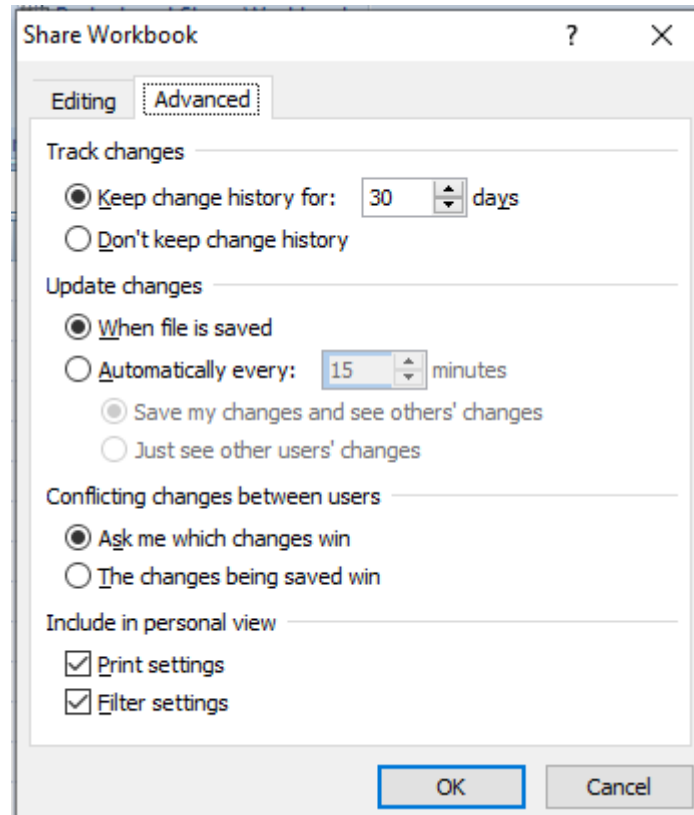 Share Workbook ?
Editing Advanced
Track changes
Keep change history for: 30 days
Don't keep change history
Update changes
When file is saved
Automatically every: 15 minutes
Save my changes and see others' changes
Just see other users' changes
Conflicting changes between users
Ask me which changes win
The changes being saved win
Include in personal view
Print settings
Filter settings
OK Cancel